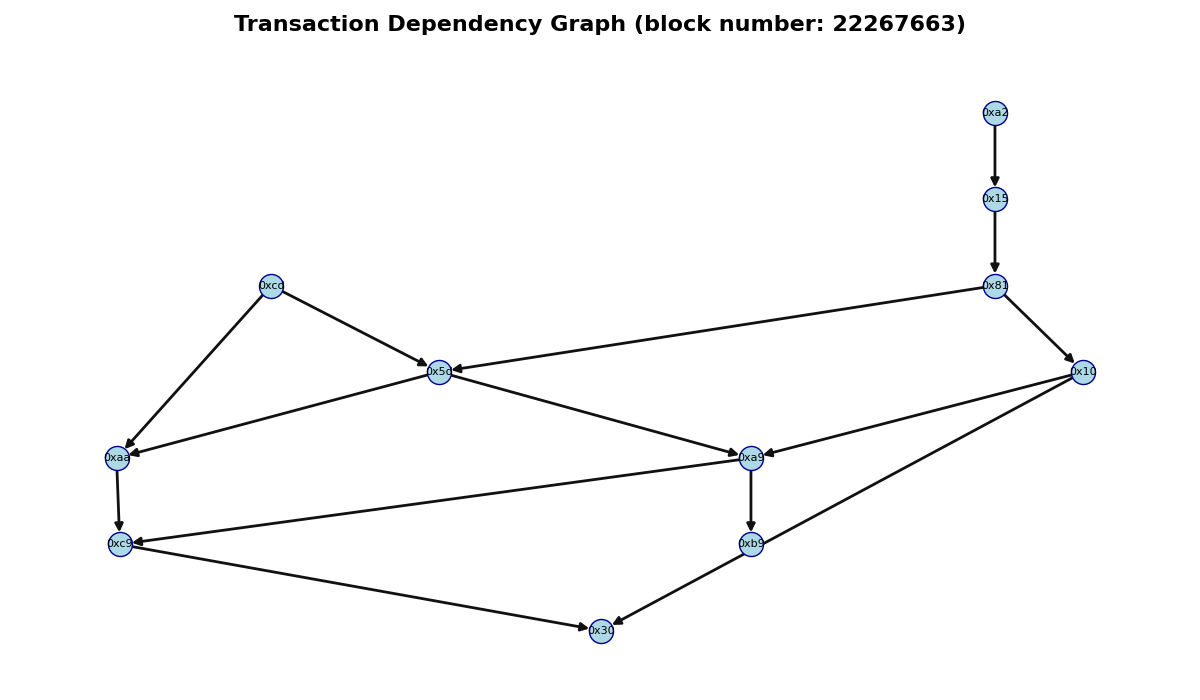 Transaction Dependency Graph (block number: 22267663)
0xa2
0x15
0xcd
0x81
0x5d
0x10
0xaa
0xa9
0xc9
0xb9
0x30